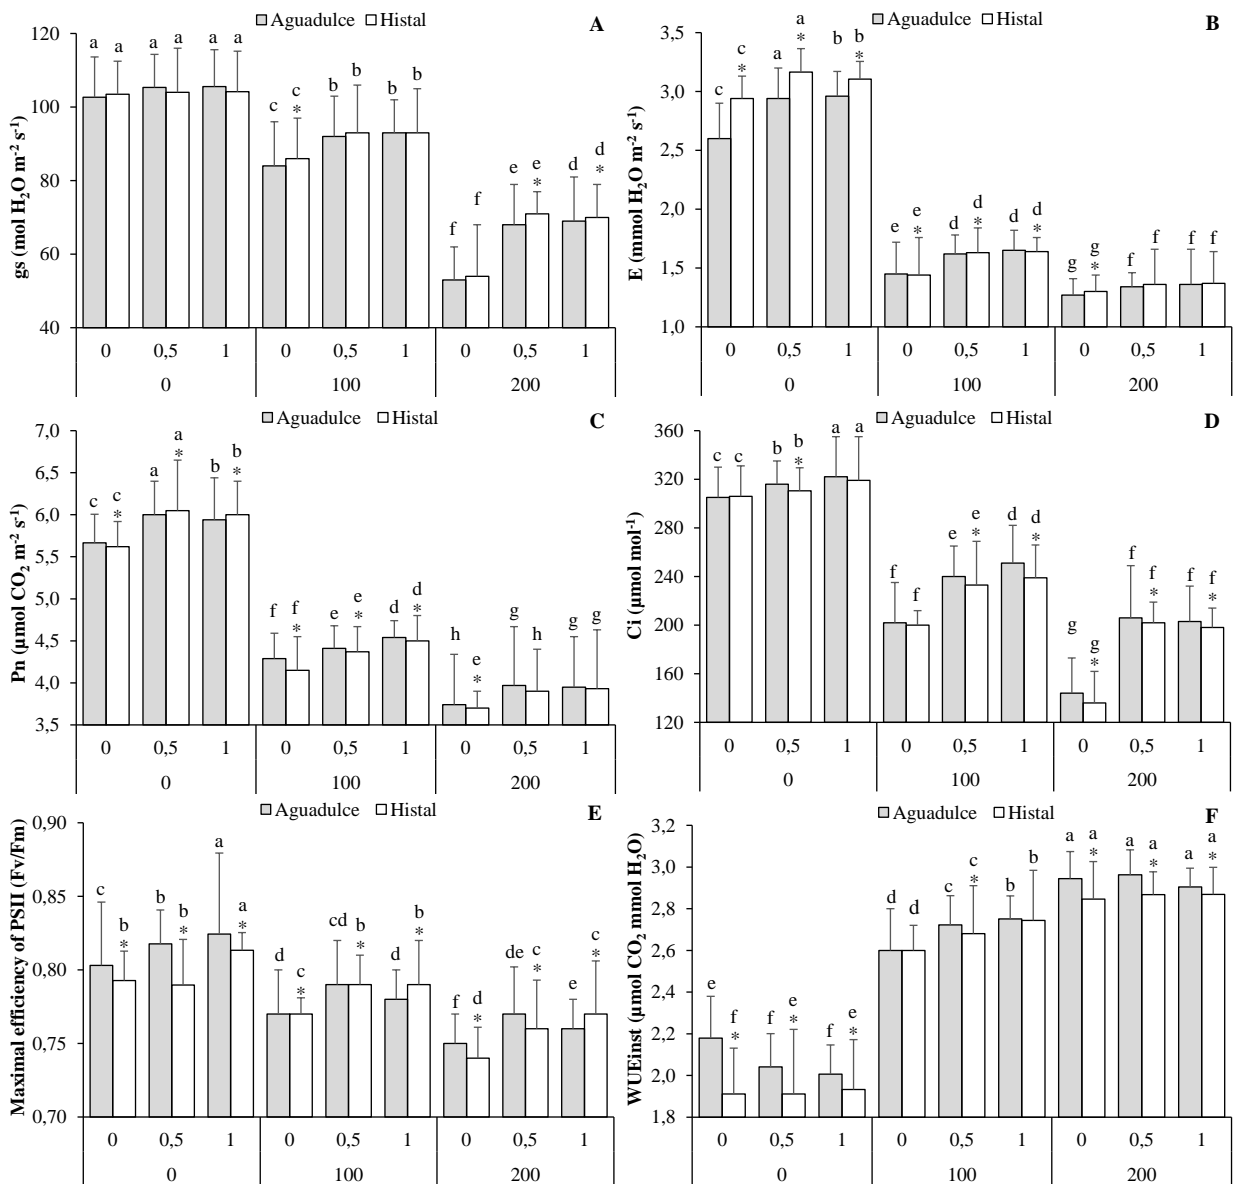 Aguadulce Histal A
120
100
80
60
40
gs (mol H₂O m⁻² s⁻¹)
a a a a a a c c * b b b b f f e e * d d *
0 0,5 1 0 0,5 1 0 0,5 1
0 100 200
Aguadulce Histal B
3,5
3,0
2,5
2,0
1,5
1,0
E (mmol H₂O m⁻² s⁻¹)
c c * a a * b b * e e * d d * d d * g g * f f f f
0 0,5 1 0 0,5 1 0 0,5 1
0 100 200
Aguadulce Histal C
7,0
6,5
6,0
5,5
5,0
4,5
4,0
3,5
Pn (µmol CO₂ m⁻² s⁻¹)
c c * a a * b b * f f * e e * d d * h e * g h g g
0 0,5 1 0 0,5 1 0 0,5 1
0 100 200
Aguadulce Histal D
360
320
280
240
200
160
120
Ci (µmol mol⁻¹)
c c b b * a a f f e e * d d * g g * f f * f f *
0 0,5 1 0 0,5 1 0 0,5 1
0 100 200
Aguadulce Histal E
0,90
0,85
0,80
0,75
0,70
Maximal efficiency of PSII (Fv/Fm)
c b * b b * a a * d c * cd b * d b * f d * de c * e c *
0 0,5 1 0 0,5 1 0 0,5 1
0 100 200
Aguadulce Histal F
3,2
3,0
2,8
2,6
2,4
2,2
2,0
1,8
WUEinst (µmol CO₂ mmol H₂O)
e f * f e * f e * d d c c * b b a a * a a * a a *
0 0,5 1 0 0,5 1 0 0,5 1
0 100 200